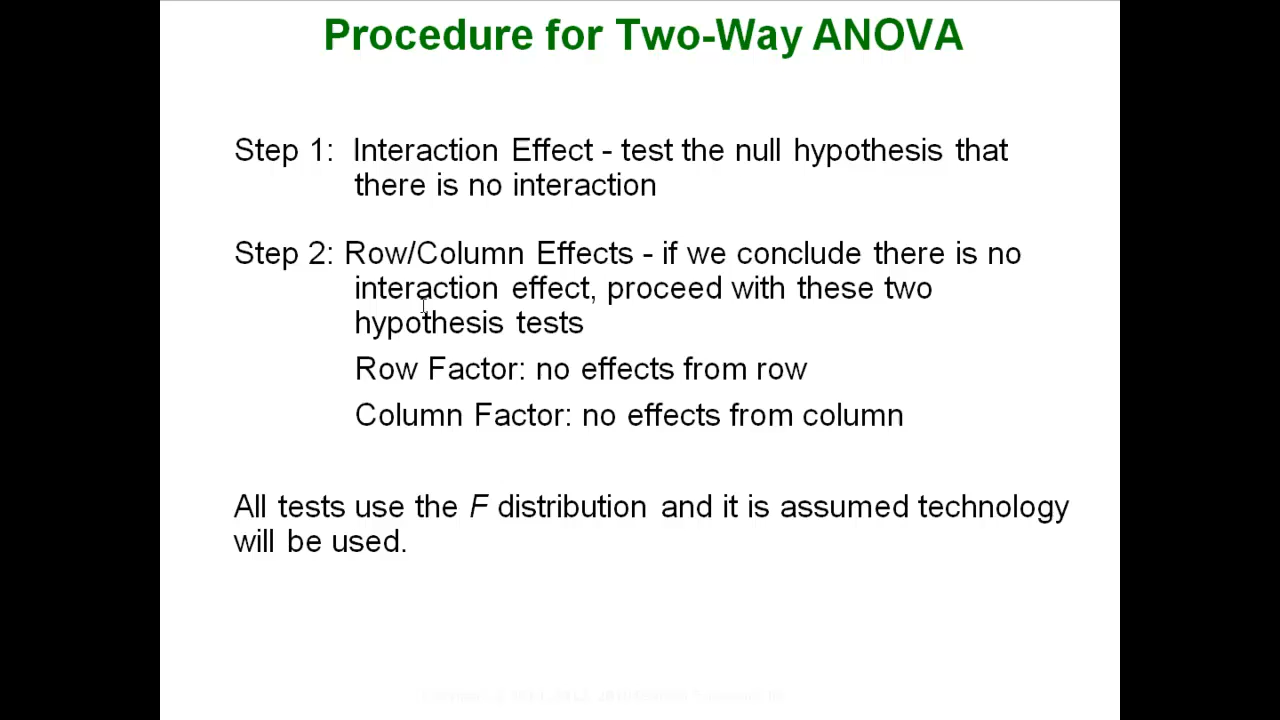 Procedure for Two-Way ANOVA
Step 1: Interaction Effect - test the null hypothesis that
there is no interaction
Step 2: Row/Column Effects - if we conclude there is no
interaction effect, proceed with these two
hypothesis tests
Row Factor: no effects from row
Column Factor: no effects from column
All tests use the F distribution and it is assumed technology
will be used.